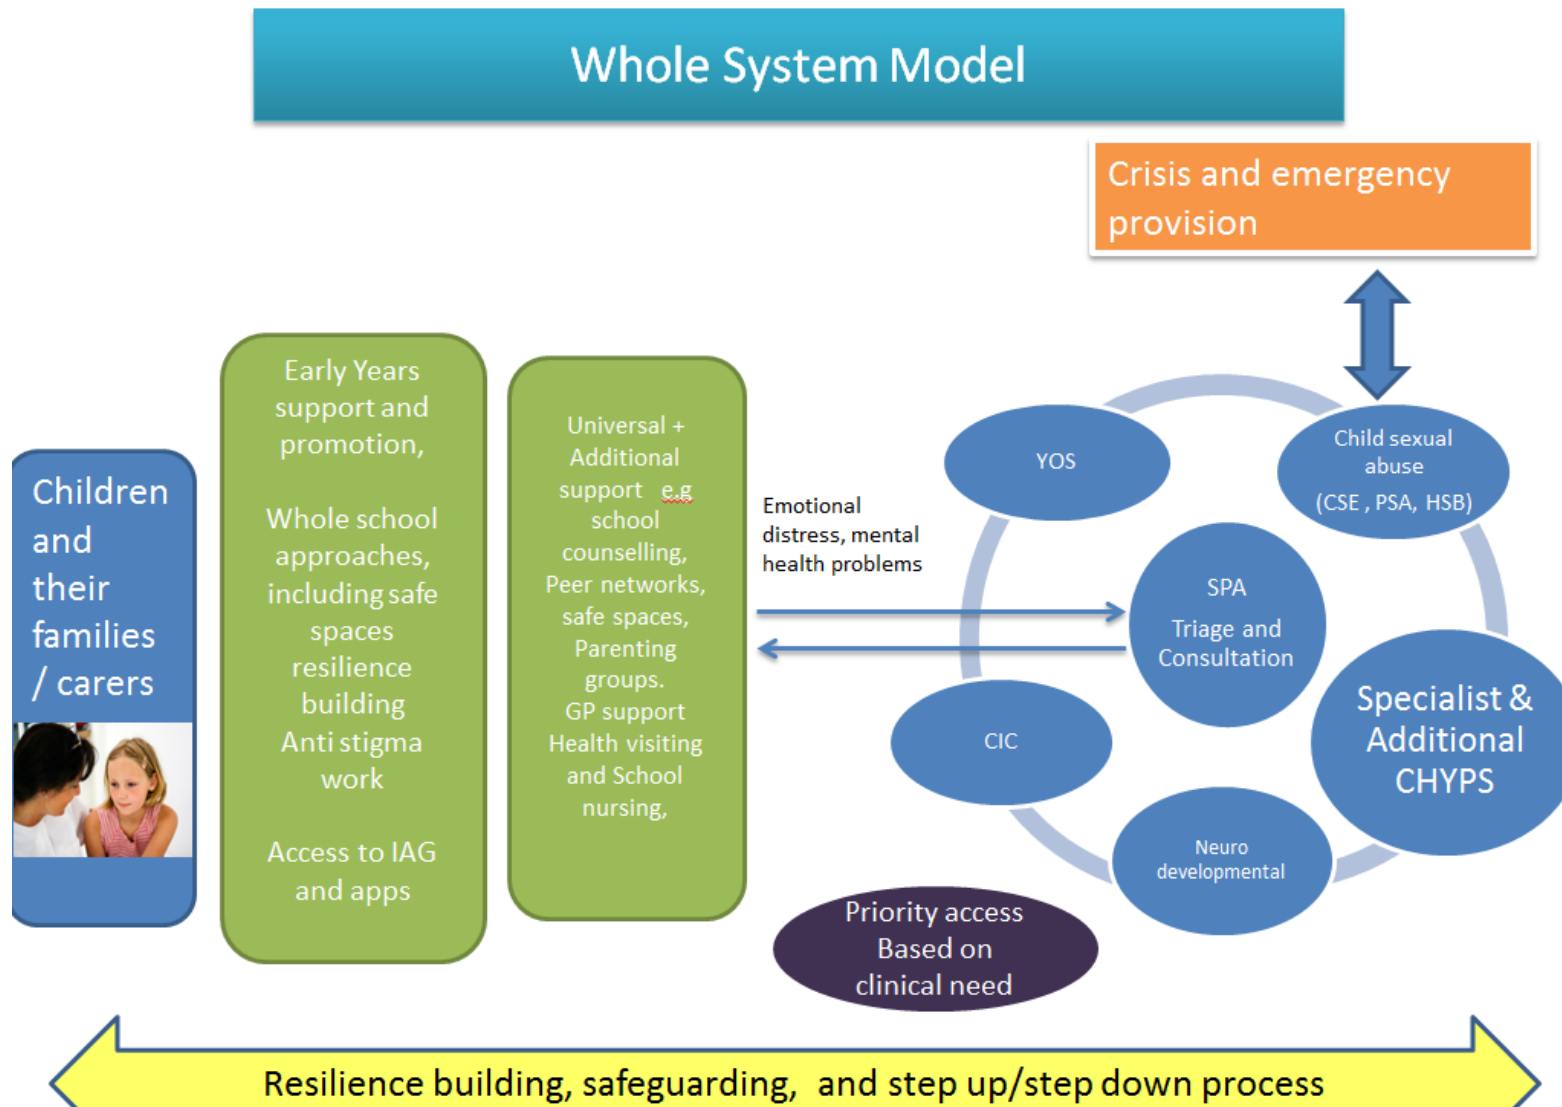 Whole System Model
Crisis and emergency
provision
Children
and
their
families
/ carers
Early Years
support and
promotion,
Whole school
approaches,
including safe
spaces
resilience
building
Anti stigma
work
Access to IAG
and apps
Universal +
Additional
support e.g
school
counselling,
Peer networks,
safe spaces,
Parenting
groups.
GP support
Health visiting
and School
nursing,
Emotional
distress, mental
health problems
YOS
Child sexual
abuse
(CSE , PSA, HSB)
SPA
Triage and
Consultation
Specialist &
Additional
CHYPS
CIC
Neuro
developmental
Priority access
Based on
clinical need
Resilience building, safeguarding, and step up/step down process